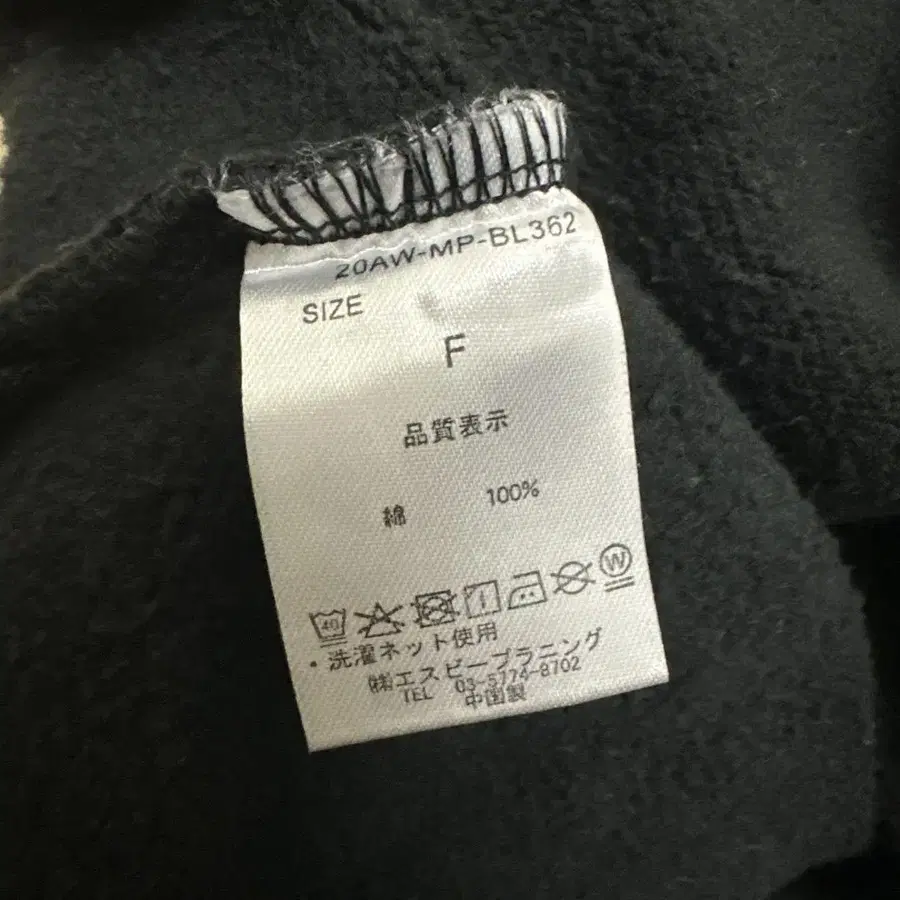 20AW-MP-BL362
SIZE
F
品質表示
綿 100%
40 W
・洗濯ネット使用
㈱エスピープラニング
TEL 03-5774-8702
中国製